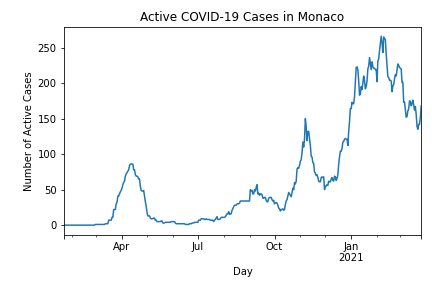 Active COVID-19 Cases in Monaco
250
200
150
100
50
0
Number of Active Cases
Apr
Jul
Oct
Jan
2021
Day